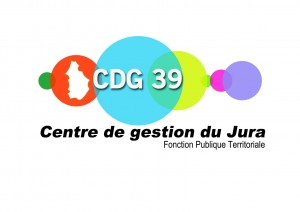 CDG 39
Centre de gestion du Jura
Fonction Publique Territoriale